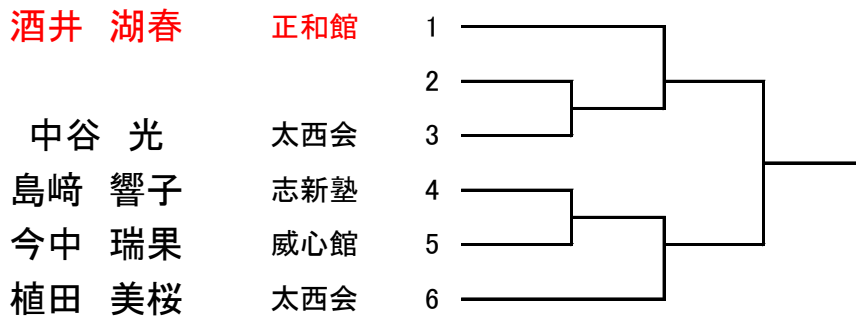 酒井 湖春 正和館 1
2
中谷 光 太西会 3
島﨑 響子 志新塾 4
今中 瑞果 威心館 5
植田 美桜 太西会 6